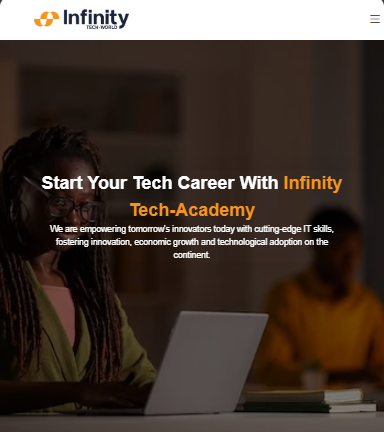 Infinity
TECH-WORLD
Start Your Tech Career With Infinity
Tech-Academy
We are empowering tomorrow's innovators today with cutting-edge IT skills,
fostering innovation, economic growth and technological adoption on the
continent.